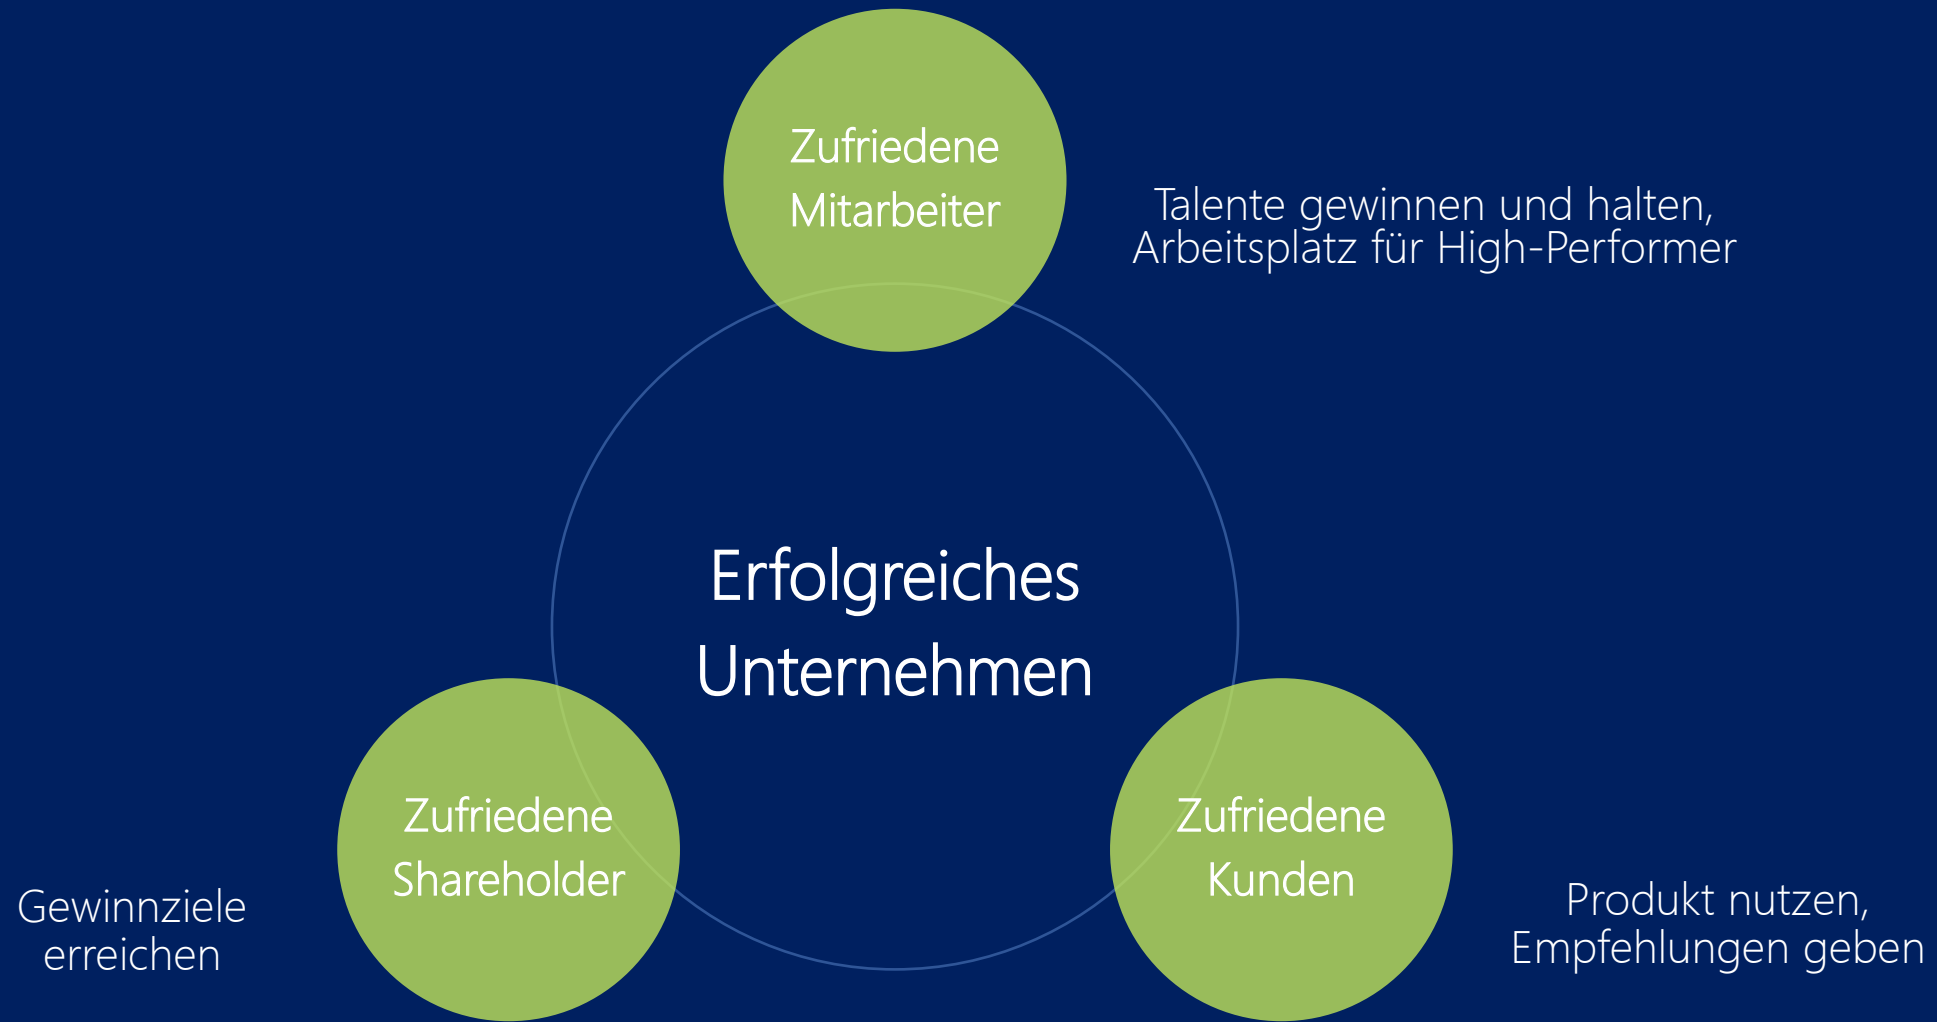 Zufriedene
Mitarbeiter
Talente gewinnen und halten,
Arbeitsplatz für High-Performer
Erfolgreiches
Unternehmen
Zufriedene
Shareholder
Gewinnziele
erreichen
Zufriedene
Kunden
Produkt nutzen,
Empfehlungen geben